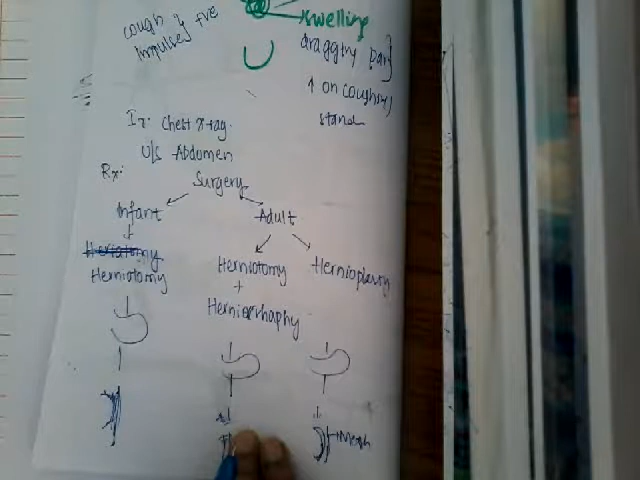 swelling
cough +ve
impulse
dragging pain
↑ on coughing
stand
Ix: Chest X-ray
U/S Abdomen
Rx:
Surgery
Infant
Adult
Herniotomy
Herniotomy
Hernioplasty
+
Herniorrhaphy
mesh